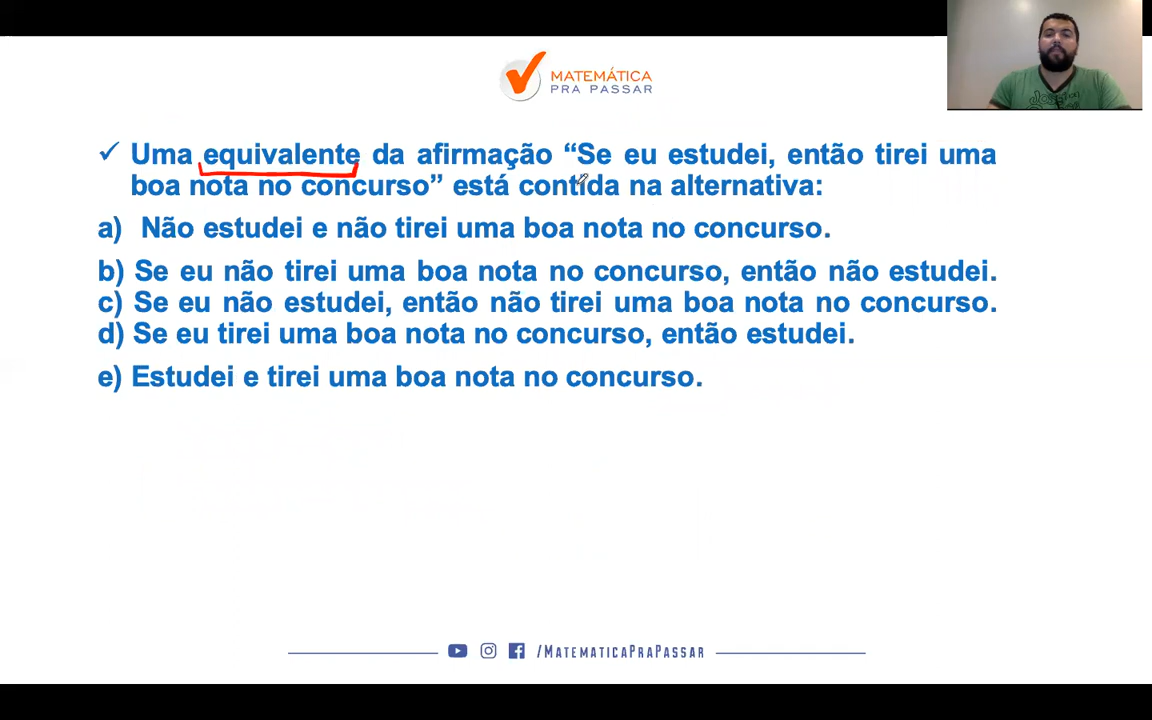 MATEMÁTICA
PRA PASSAR
✓ Uma equivalente da afirmação “Se eu estudei, então tirei uma
boa nota no concurso” está contida na alternativa:
a) Não estudei e não tirei uma boa nota no concurso.
b) Se eu não tirei uma boa nota no concurso, então não estudei.
c) Se eu não estudei, então não tirei uma boa nota no concurso.
d) Se eu tirei uma boa nota no concurso, então estudei.
e) Estudei e tirei uma boa nota no concurso.
/MATEMATICAPRAPASSAR